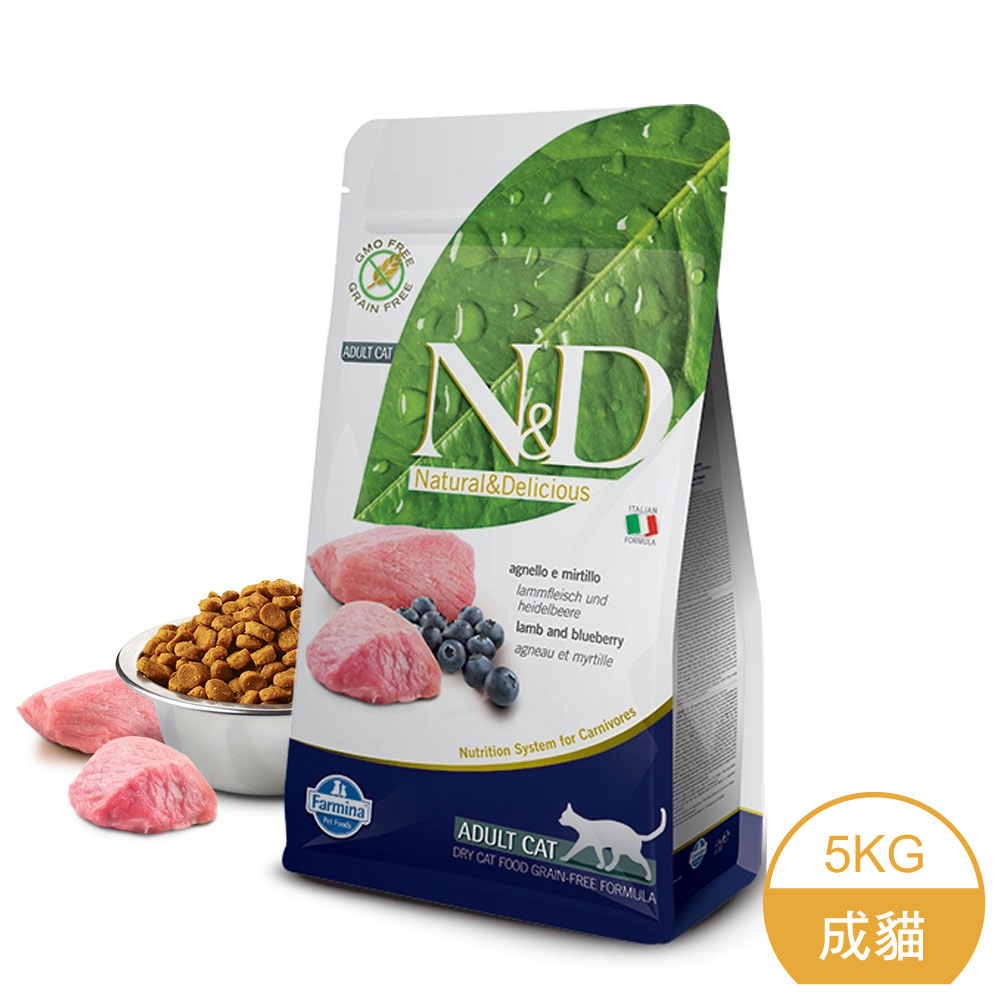 GMO FREE
GRAIN FREE
ADULT CAT
N&D
Natural&Delicious
ITALIAN
FORMULA
agnello e mirtillo
lammfleisch und
heidelbeere
lamb and blueberry
agneau et myrtille
Nutrition System for Carnivores
Farmina
Pet Foods
ADULT CAT
DRY CAT FOOD GRAIN-FREE FORMULA
5KG
成貓